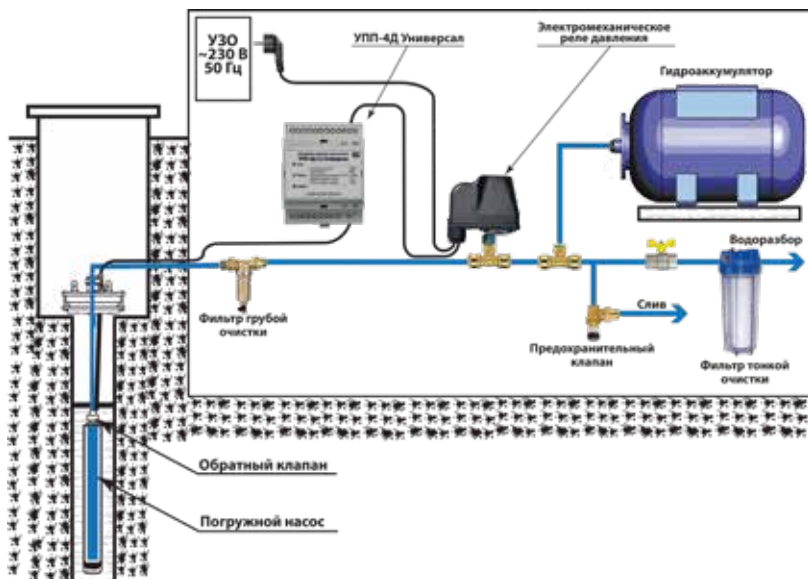 УЗО
~230 В
50 Гц
УПП-4Д Универсал
Электромеханическое
реле давления
Гидроаккумулятор
Водоразбор
Слив
Фильтр грубой
очистки
Предохранительный
клапан
Фильтр тонкой
очистки
Обратный клапан
Погружной насос